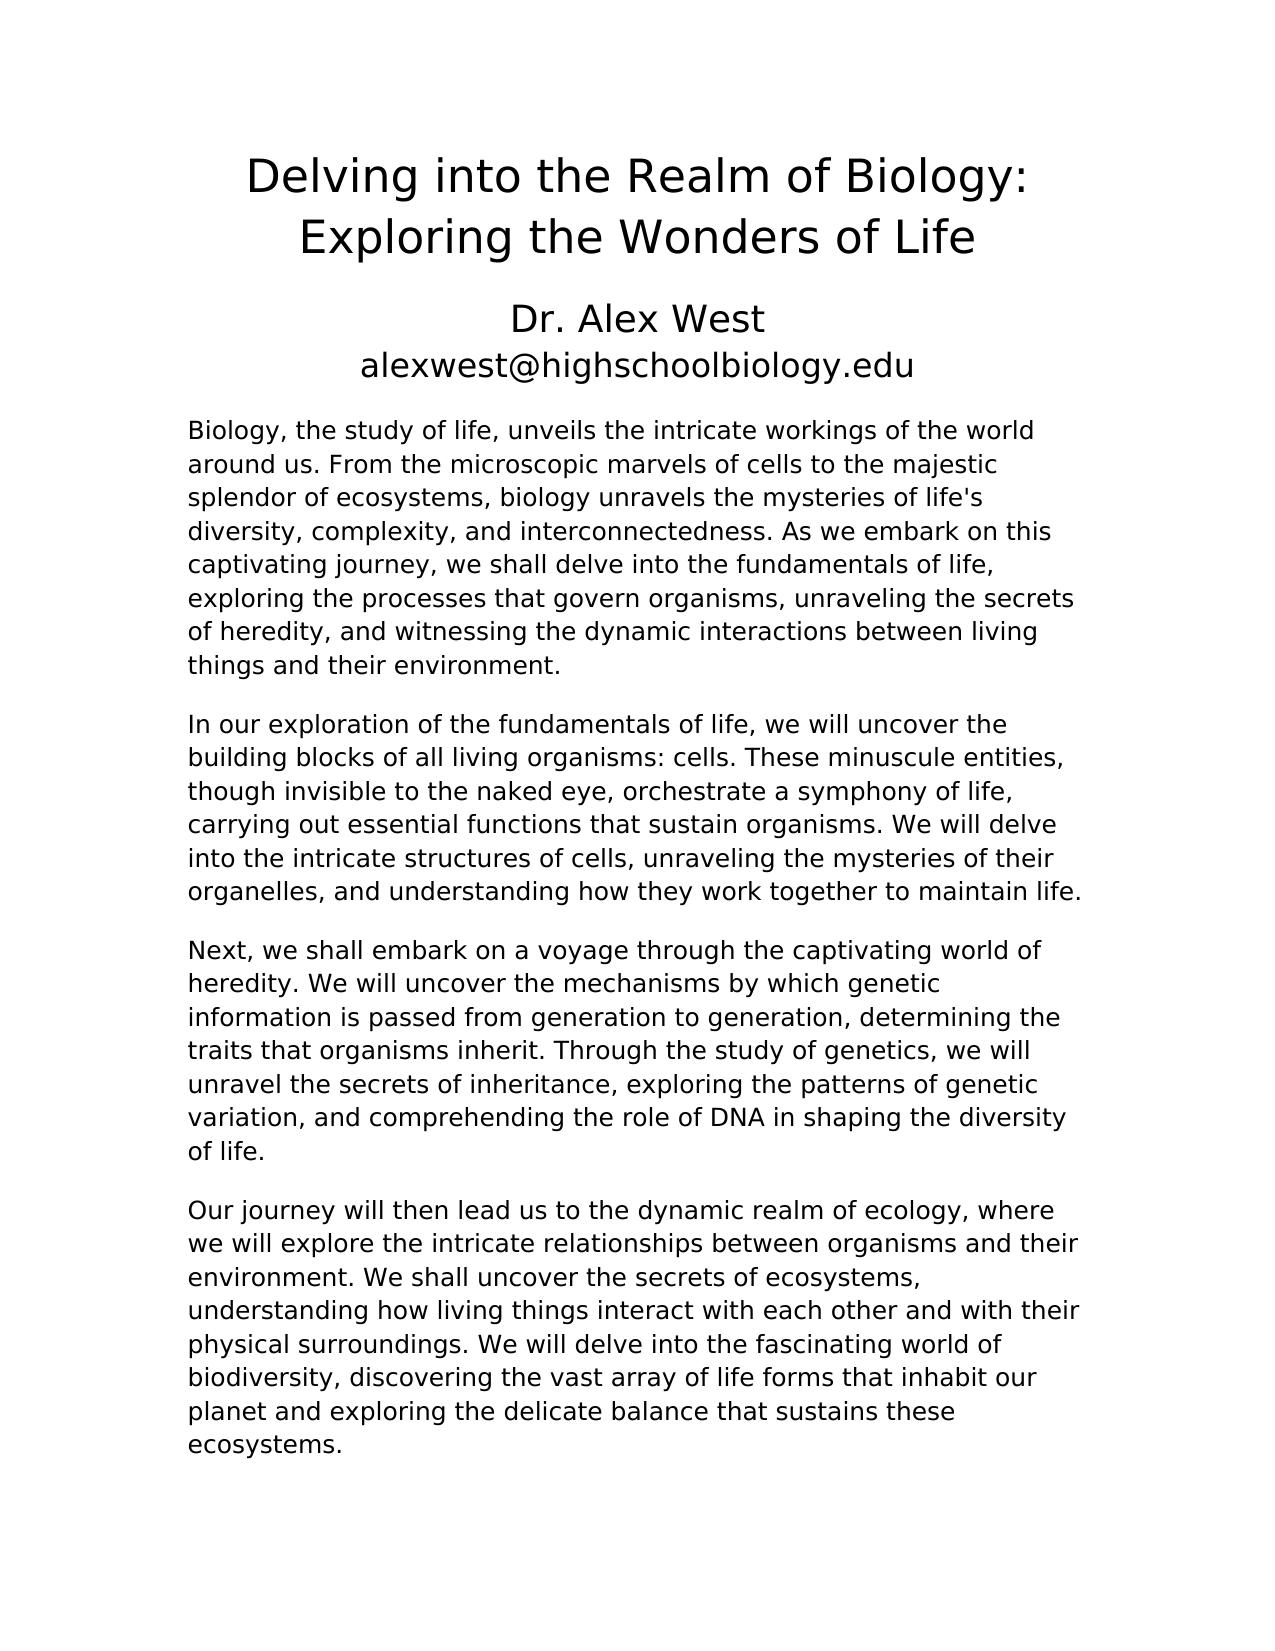 Delving into the Realm of Biology:
Exploring the Wonders of Life
Dr. Alex West
alexwest@highschoolbiology.edu
Biology, the study of life, unveils the intricate workings of the world
around us. From the microscopic marvels of cells to the majestic
splendor of ecosystems, biology unravels the mysteries of life's
diversity, complexity, and interconnectedness. As we embark on this
captivating journey, we shall delve into the fundamentals of life,
exploring the processes that govern organisms, unraveling the secrets
of heredity, and witnessing the dynamic interactions between living
things and their environment.
In our exploration of the fundamentals of life, we will uncover the
building blocks of all living organisms: cells. These minuscule entities,
though invisible to the naked eye, orchestrate a symphony of life,
carrying out essential functions that sustain organisms. We will delve
into the intricate structures of cells, unraveling the mysteries of their
organelles, and understanding how they work together to maintain life.
Next, we shall embark on a voyage through the captivating world of
heredity. We will uncover the mechanisms by which genetic
information is passed from generation to generation, determining the
traits that organisms inherit. Through the study of genetics, we will
unravel the secrets of inheritance, exploring the patterns of genetic
variation, and comprehending the role of DNA in shaping the diversity
of life.
Our journey will then lead us to the dynamic realm of ecology, where
we will explore the intricate relationships between organisms and their
environment. We shall uncover the secrets of ecosystems,
understanding how living things interact with each other and with their
physical surroundings. We will delve into the fascinating world of
biodiversity, discovering the vast array of life forms that inhabit our
planet and exploring the delicate balance that sustains these
ecosystems.